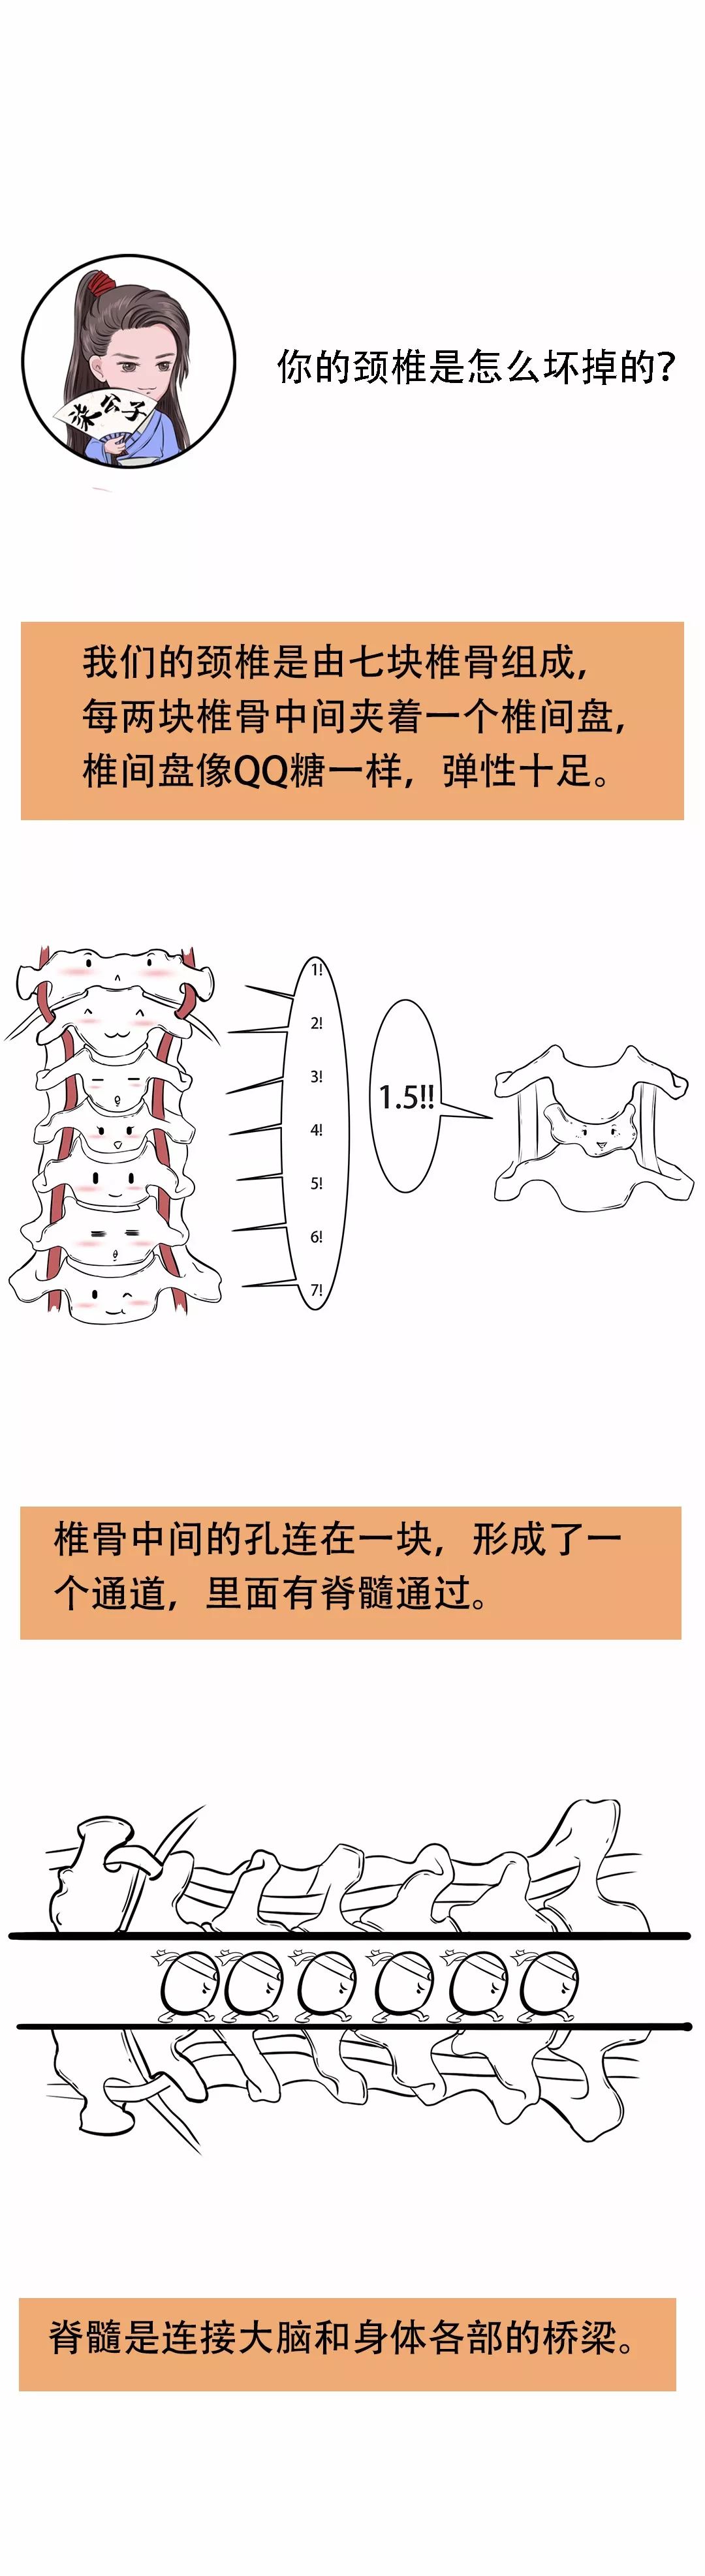 柒公子
你的颈椎是怎么坏掉的?
我们的颈椎是由七块椎骨组成,
每两块椎骨中间夹着一个椎间盘,
椎间盘像QQ糖一样，弹性十足。
1!
2!
3!
4!
5!
6!
7!
1.5!!
椎骨中间的孔连在一块，形成了一
个通道，里面有脊髓通过。
脊髓是连接大脑和身体各部的桥梁。